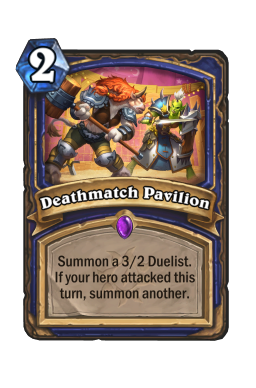 2
Deathmatch Pavilion
Summon a 3/2 Duelist.
If your hero attacked this
turn, summon another.